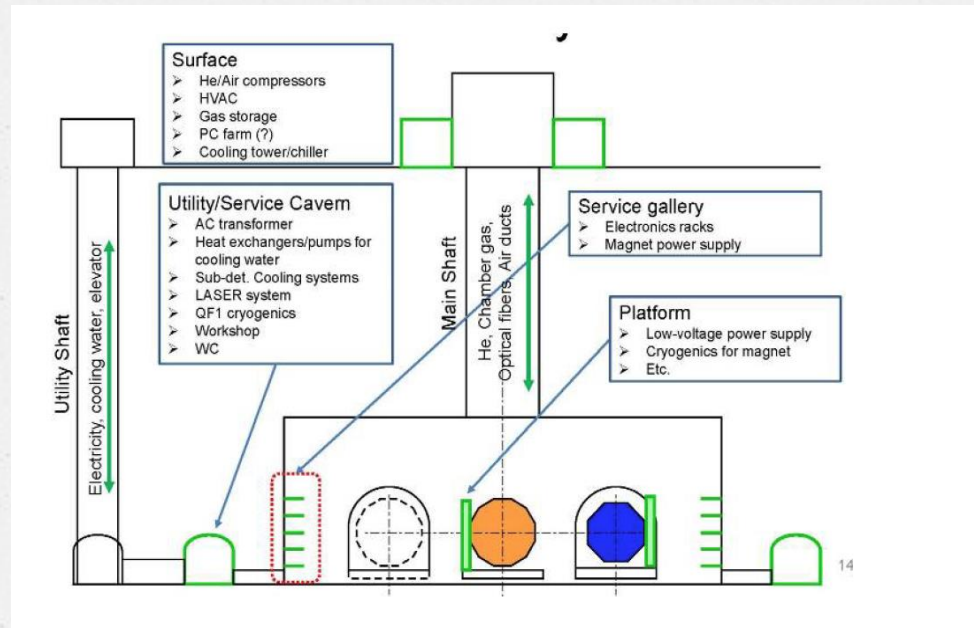 Surface
He/Air compressors
HVAC
Gas storage
PC farm (?)
Cooling tower/chiller
Utility/Service Cavern
AC transformer
Heat exchangers/pumps for
cooling water
Sub-det. Cooling systems
LASER system
QF1 cryogenics
Workshop
WC
Utility Shaft
Electricity, cooling water, elevator
Main Shaft
He, Chamber gas,
Optical fibers, Air ducts
Service gallery
Electronics racks
Magnet power supply
Platform
Low-voltage power supply
Cryogenics for magnet
Etc.
14